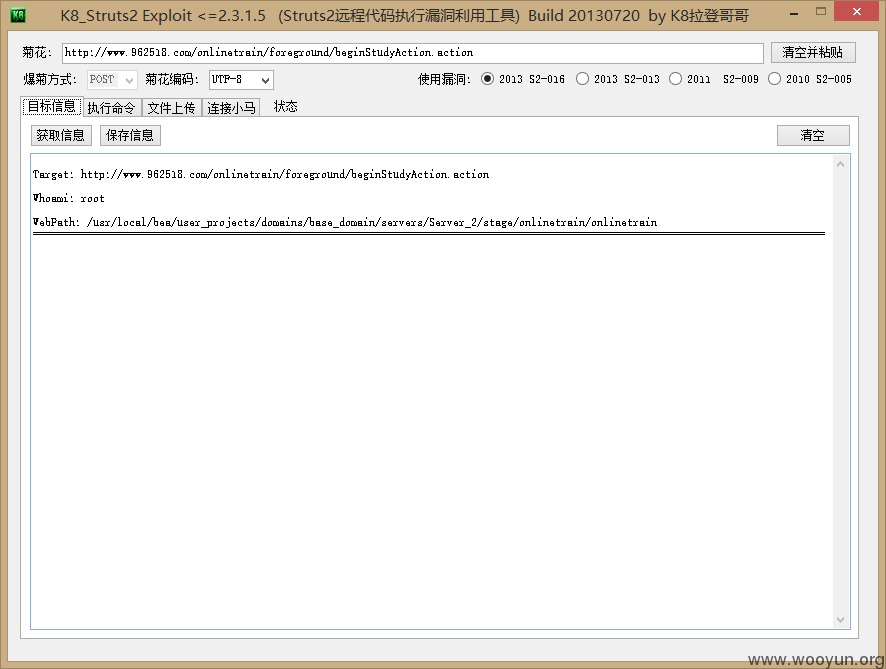 K8_Struts2 Exploit <=2.3.1.5 (Struts2远程代码执行漏洞利用工具) Build 20130720 by K8拉登哥哥
菊花: http://www.962518.com/onlinetrain/foreground/beginStudyAction.action 清空并粘贴
爆菊方式: POST 菊花编码: UTF-8 使用漏洞: 2013 S2-016 2013 S2-013 2011 S2-009 2010 S2-005
目标信息 执行命令 文件上传 连接小马 状态
获取信息 保存信息 清空
Target: http://www.962518.com/onlinetrain/foreground/beginStudyAction.action
Whoami: root
WebPath: /usr/local/bea/user_projects/domains/base_domain/servers/Server_2/stage/onlinetrain/onlinetrain
www.wooyun.org